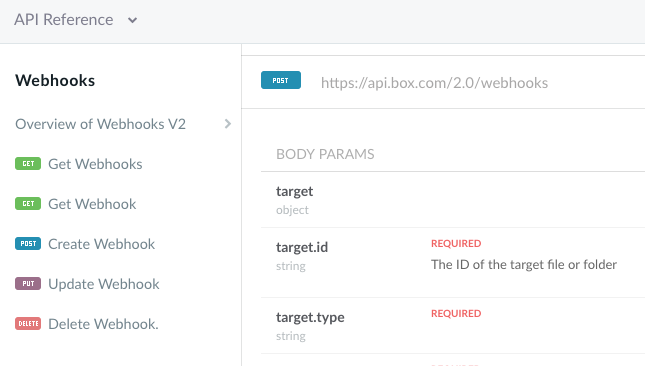 API Reference
Webhooks
Overview of Webhooks V2
GET Get Webhooks
GET Get Webhook
POST Create Webhook
PUT Update Webhook
DELETE Delete Webhook.
POST https://api.box.com/2.0/webhooks
BODY PARAMS
target
object
target.id
string
REQUIRED
The ID of the target file or folder
target.type
string
REQUIRED